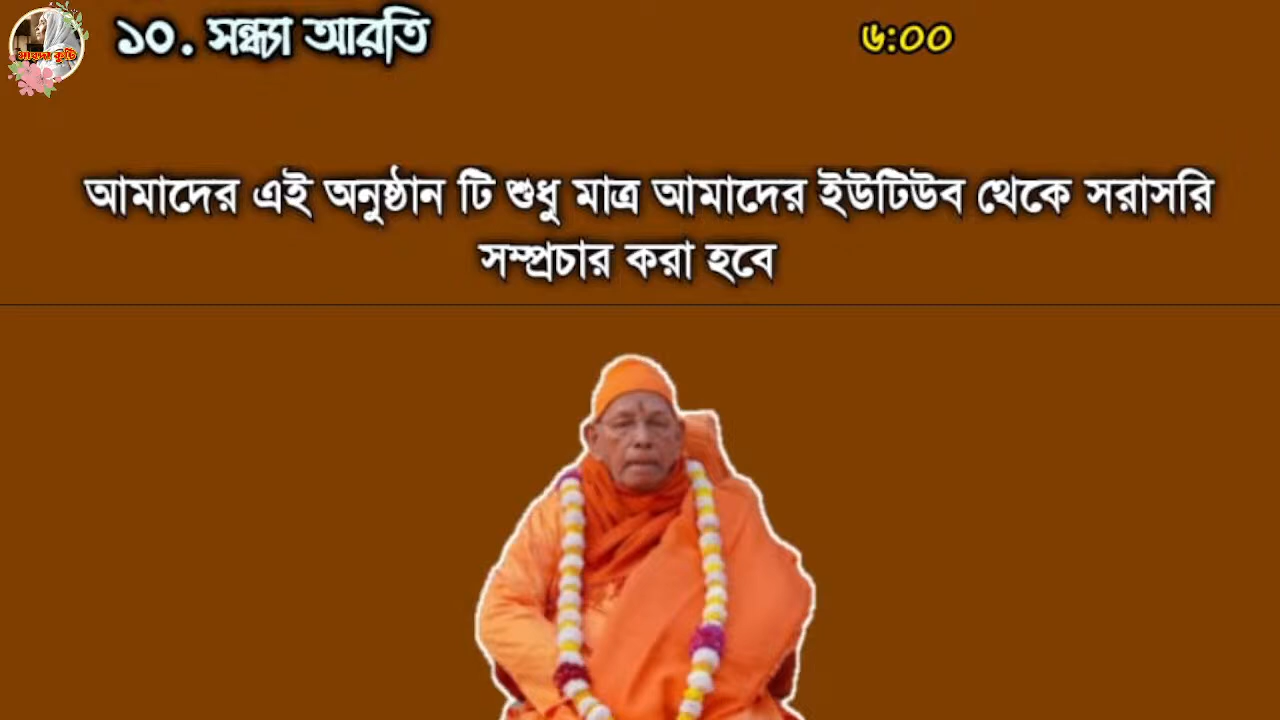 ১০. সন্ধ্যা আরতি ৬:০০
মায়ের কুটি
আমাদের এই অনুষ্ঠান টি শুধু মাত্র আমাদের ইউটিউব থেকে সরাসরি
সম্প্রচার করা হবে